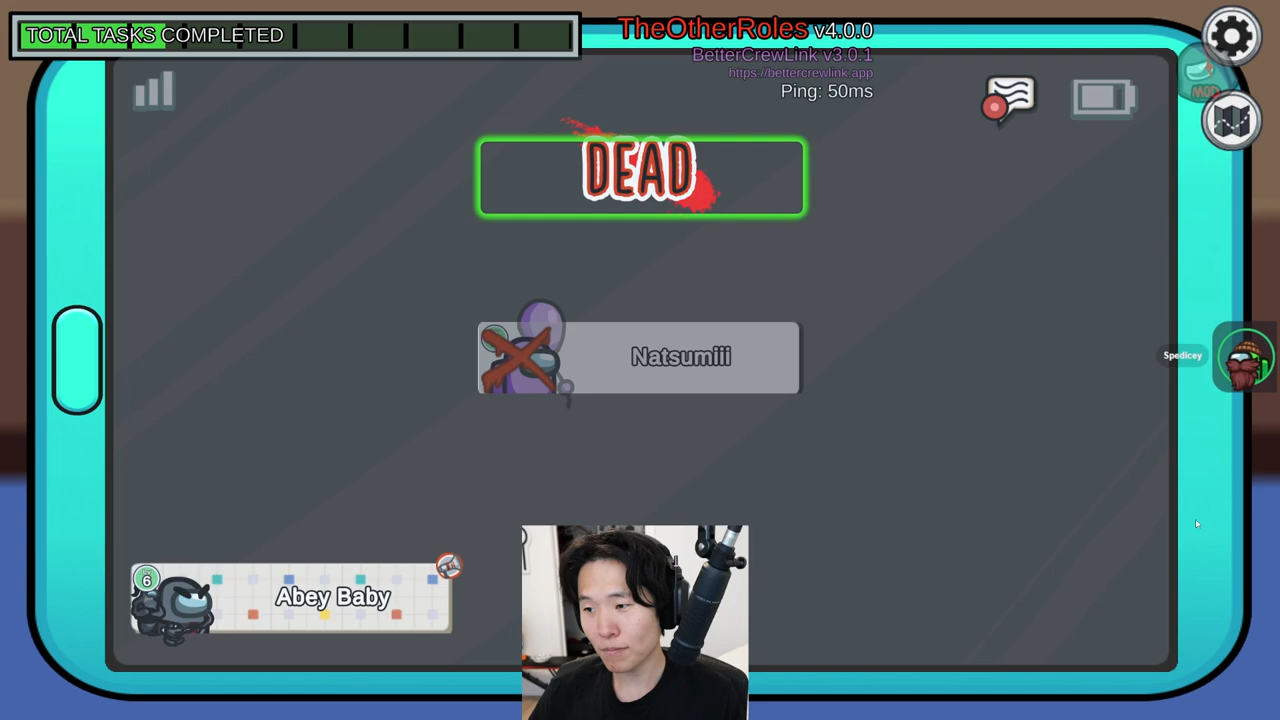 TOTAL TASKS COMPLETED
TheOtherRoles v4.0.0
BetterCrewLink v3.0.1
https://bettercrewlink.app
Ping: 50ms
MOD
DEAD
Natsumiii
Spedicey
6
Abey Baby